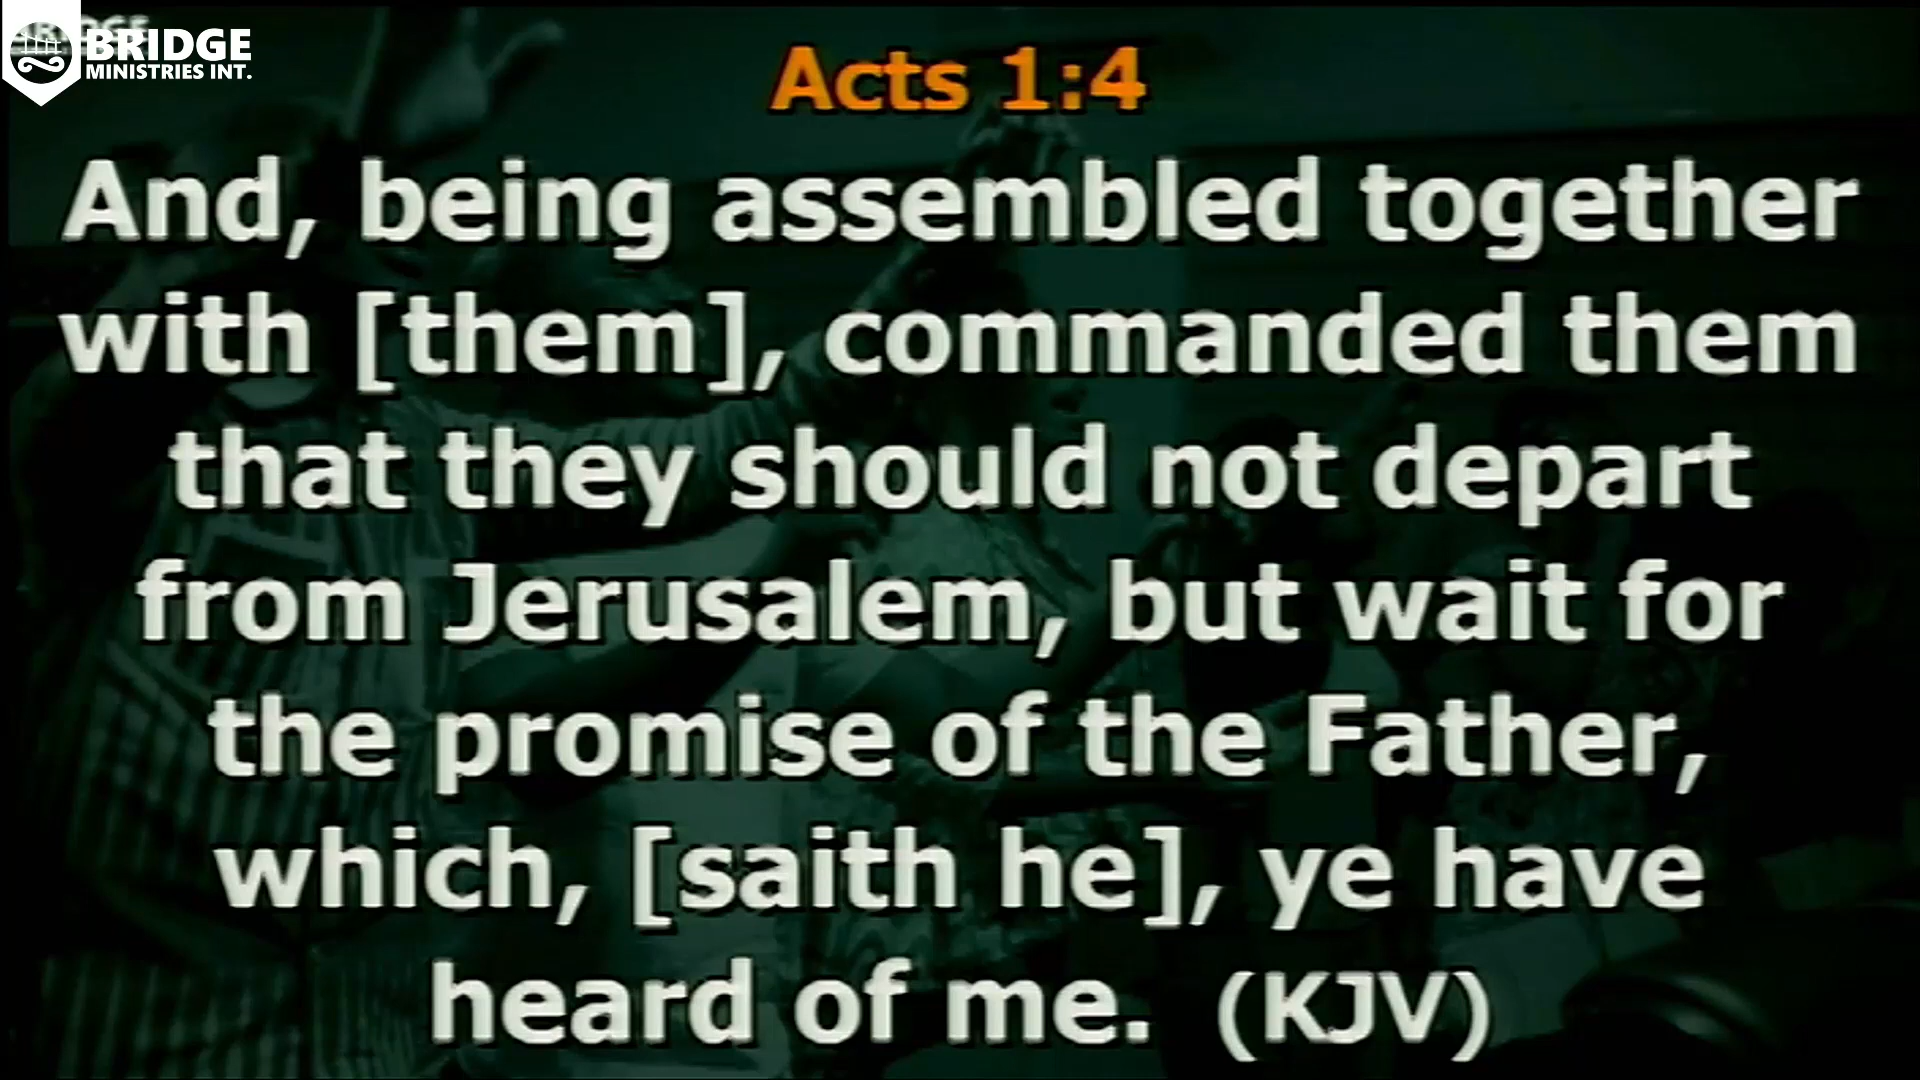 BRIDGE
MINISTRIES INT.
Acts 1:4
And, being assembled together
with [them], commanded them
that they should not depart
from Jerusalem, but wait for
the promise of the Father,
which, [saith he], ye have
heard of me. (KJV)